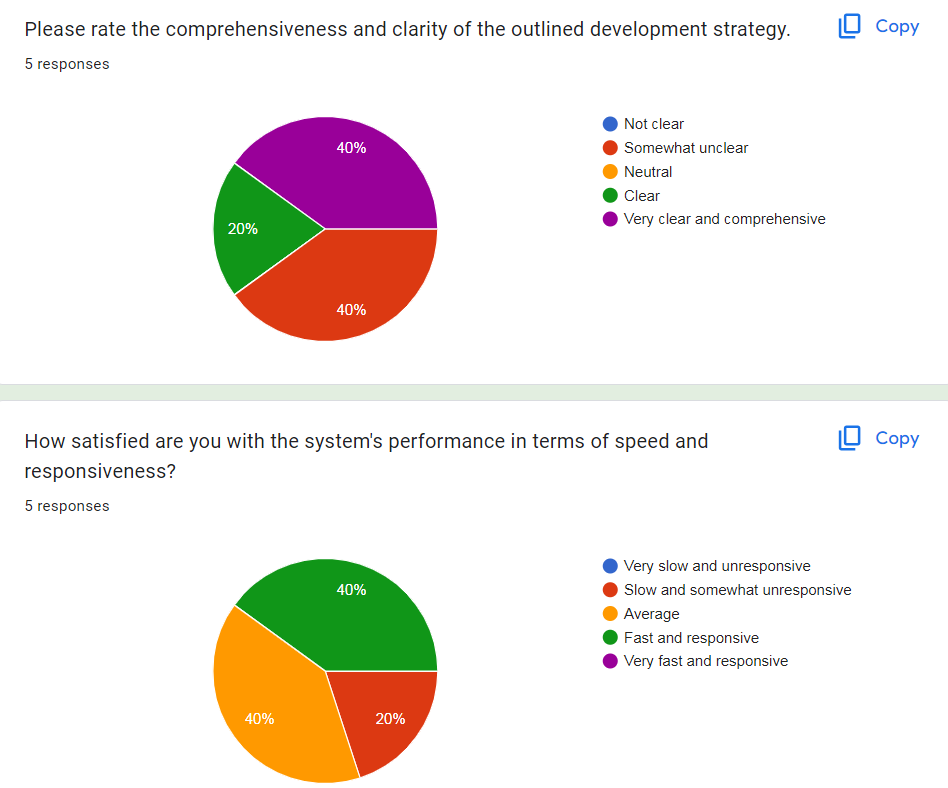 Please rate the comprehensiveness and clarity of the outlined development strategy.
Copy
5 responses
40%
20%
40%
Not clear
Somewhat unclear
Neutral
Clear
Very clear and comprehensive
How satisfied are you with the system's performance in terms of speed and
responsiveness?
Copy
5 responses
40%
40%
20%
Very slow and unresponsive
Slow and somewhat unresponsive
Average
Fast and responsive
Very fast and responsive